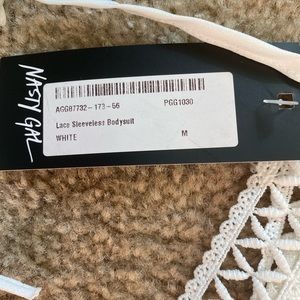 NASTY GAL
AGG87732-173-56 PGG1030
Lace Sleeveless Bodysuit
WHITE M